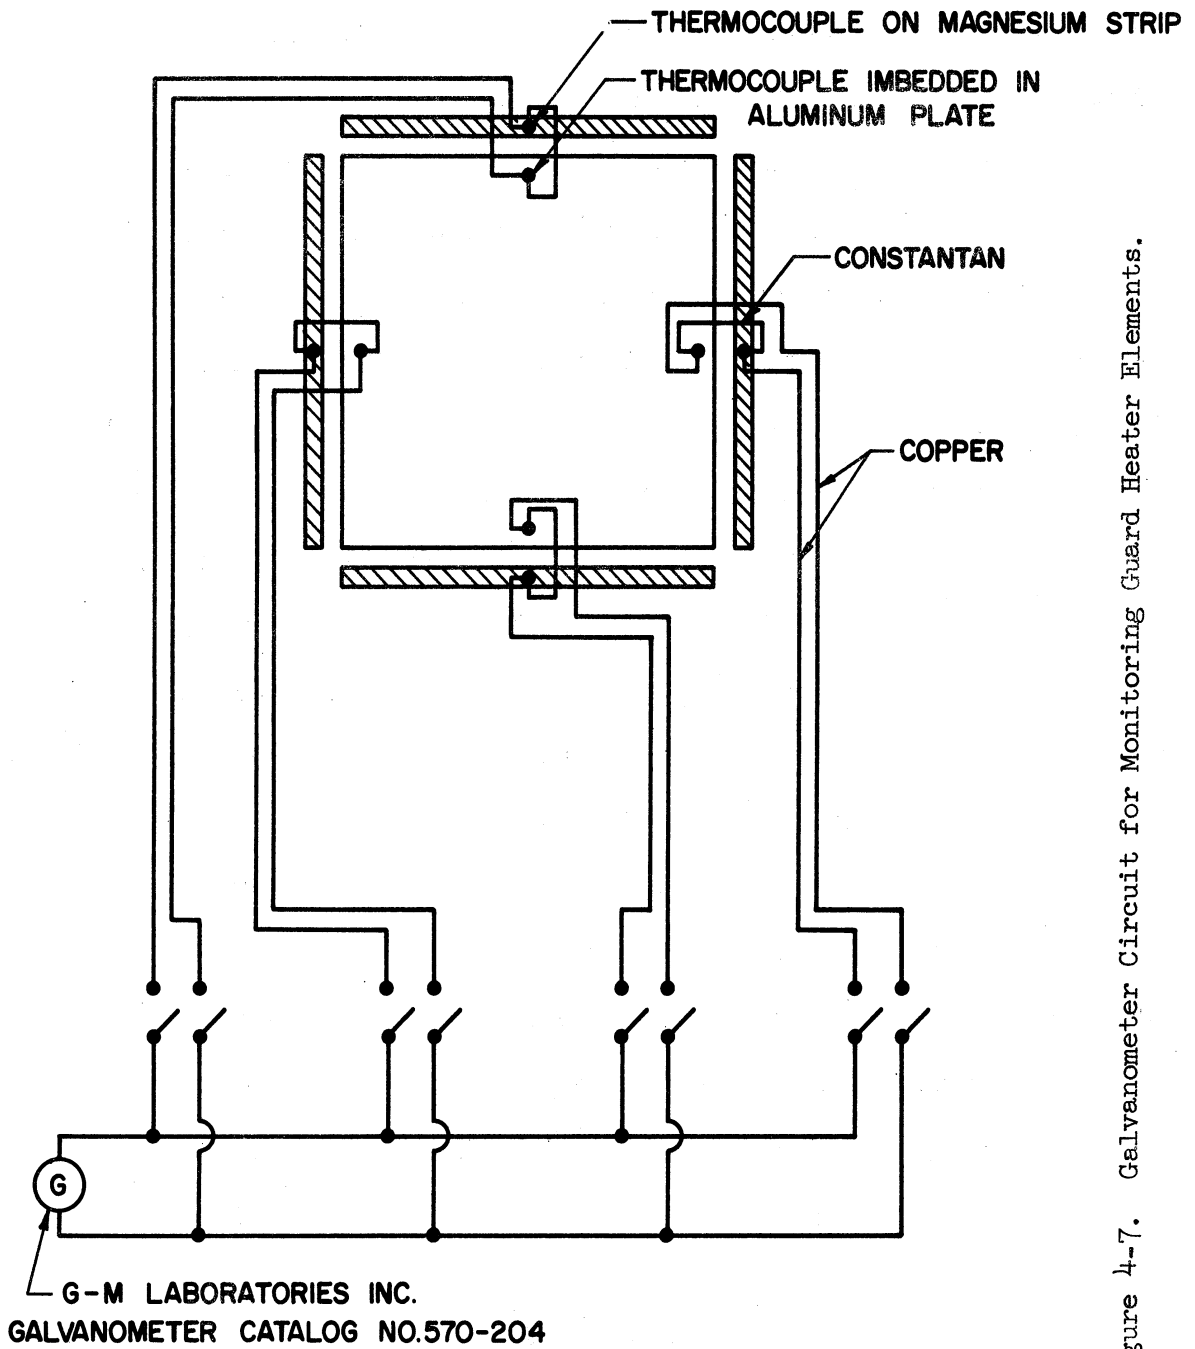 THERMOCOUPLE ON MAGNESIUM STRIP
THERMOCOUPLE IMBEDDED IN
ALUMINUM PLATE
CONSTANTAN
COPPER
G
G-M LABORATORIES INC.
GALVANOMETER CATALOG NO.570-204
gure 4-7. Galvanometer Circuit for Monitoring Guard Heater Elements.